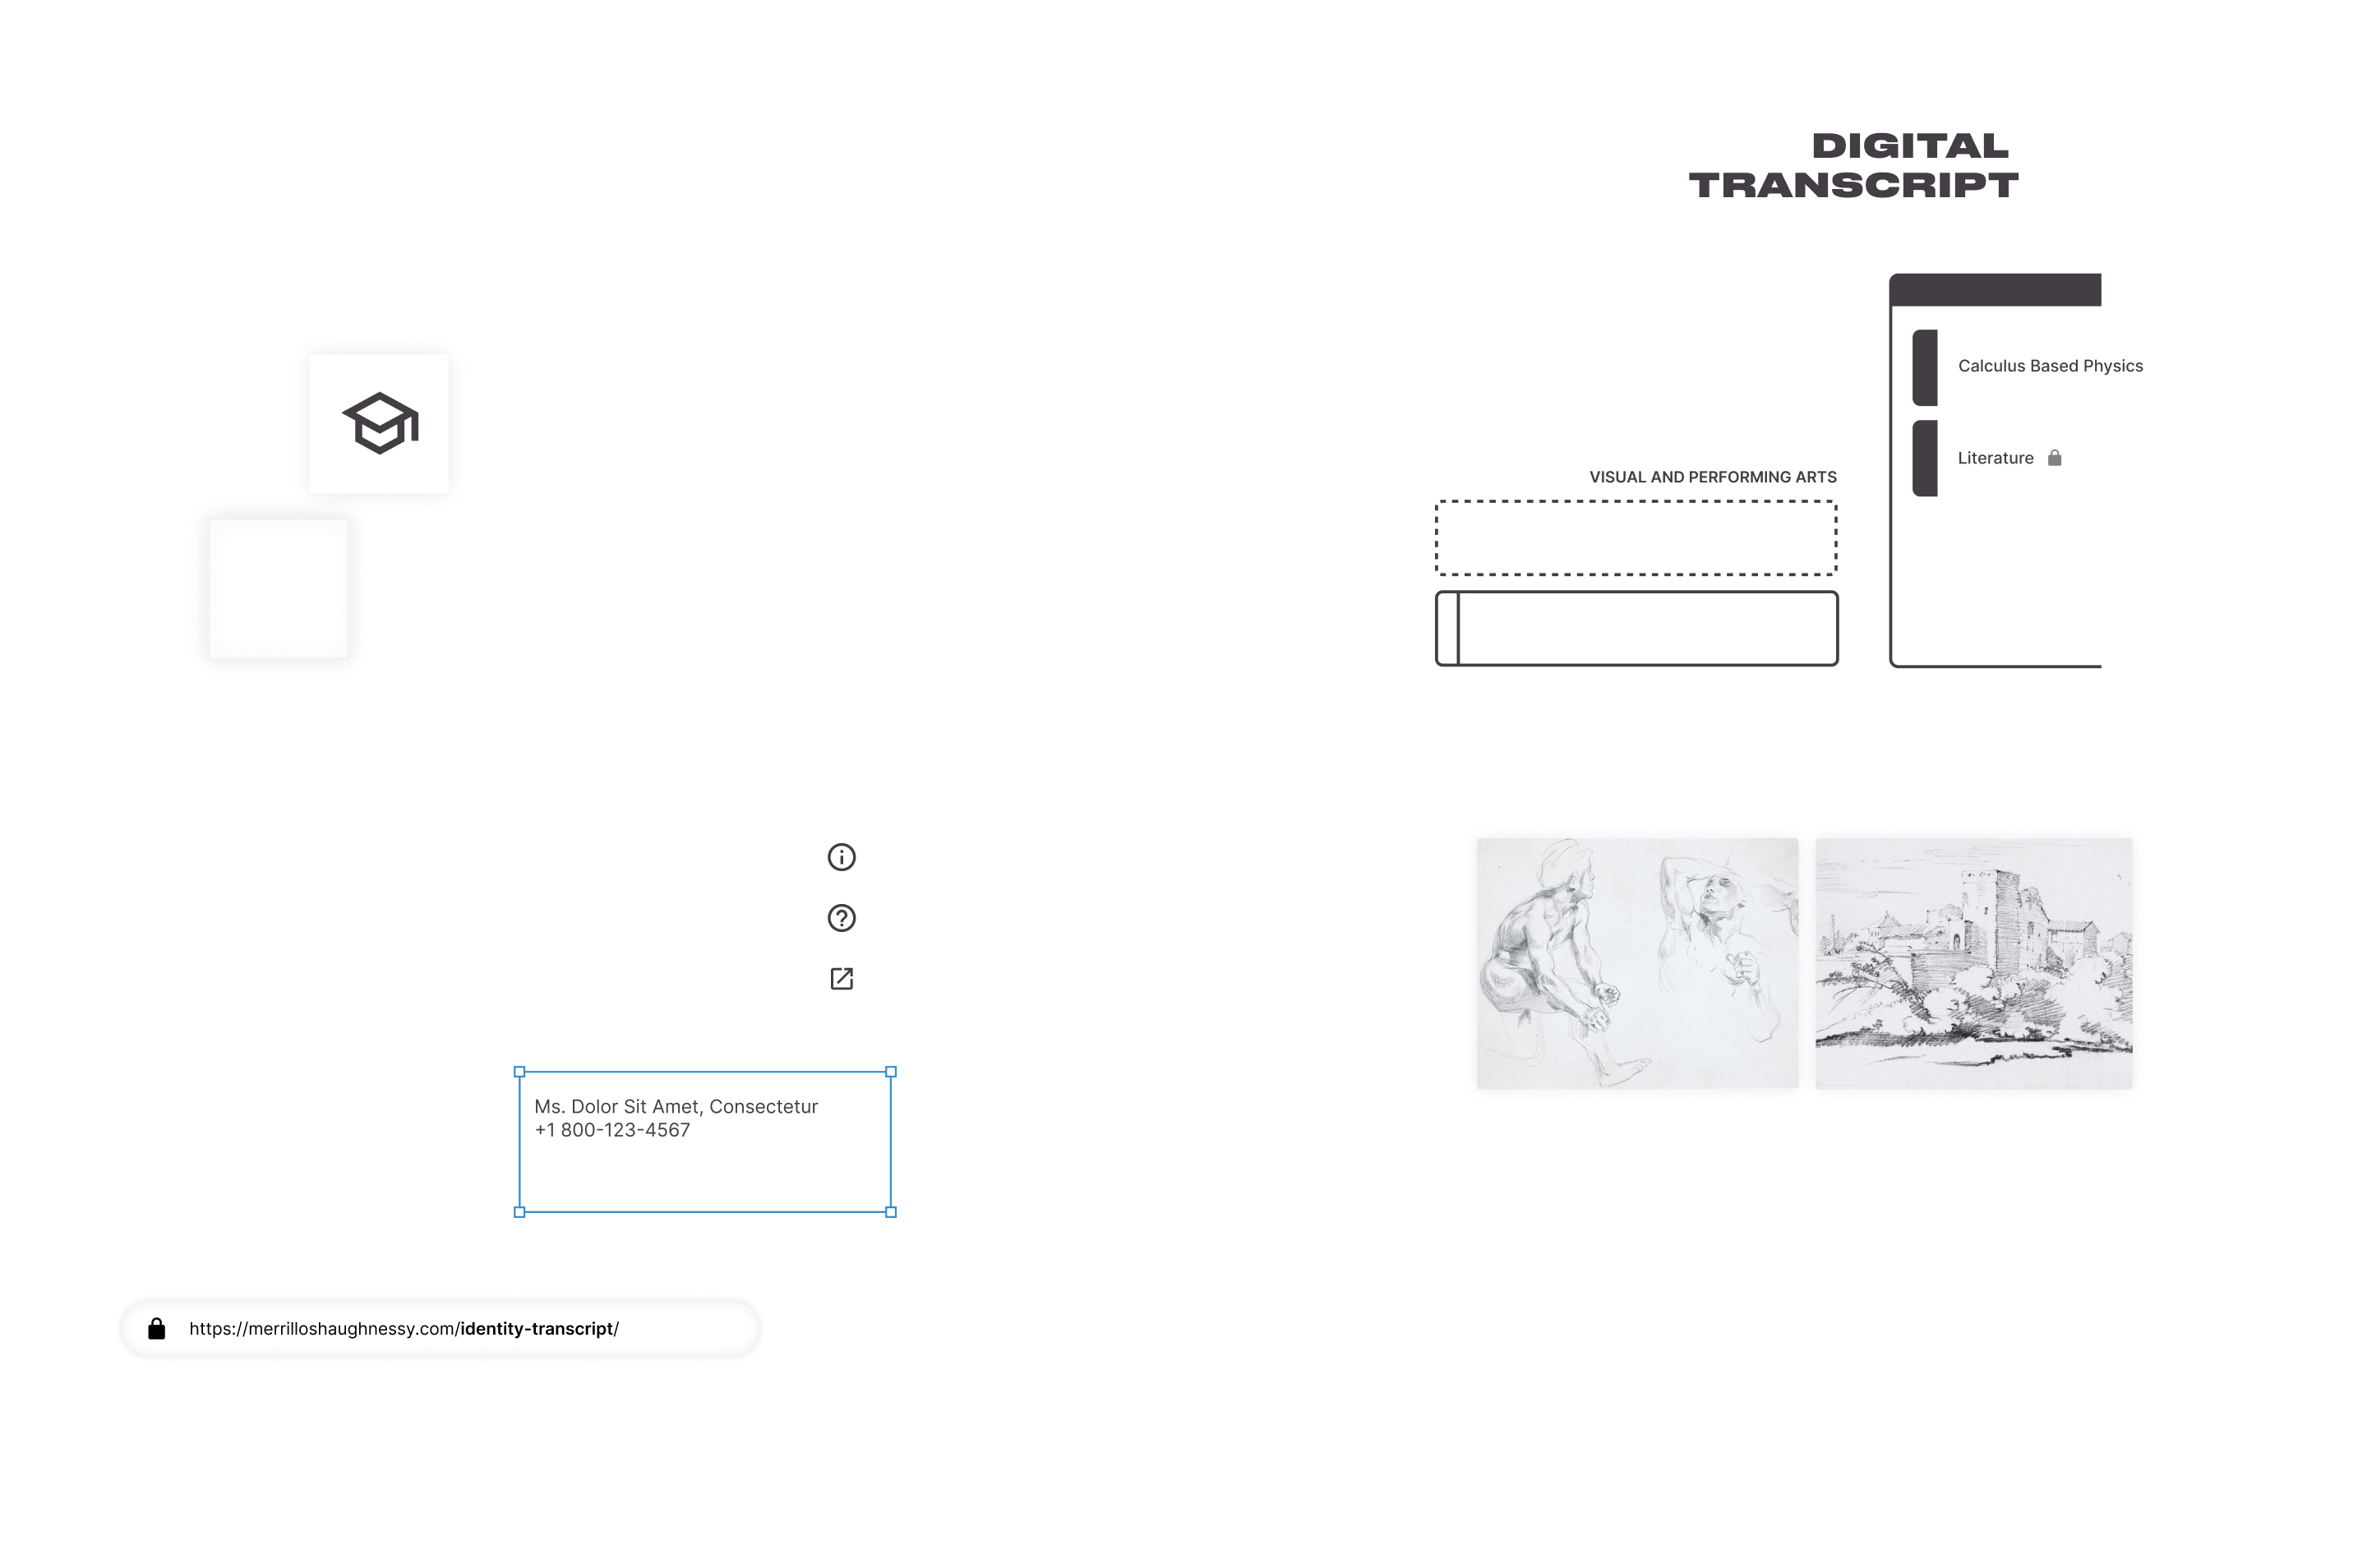 DIGITAL
TRANSCRIPT
Calculus Based Physics
Literature
VISUAL AND PERFORMING ARTS
Ms. Dolor Sit Amet, Consectetur
+1 800-123-4567
https://merrilloshaughnessy.com/identity-transcript/